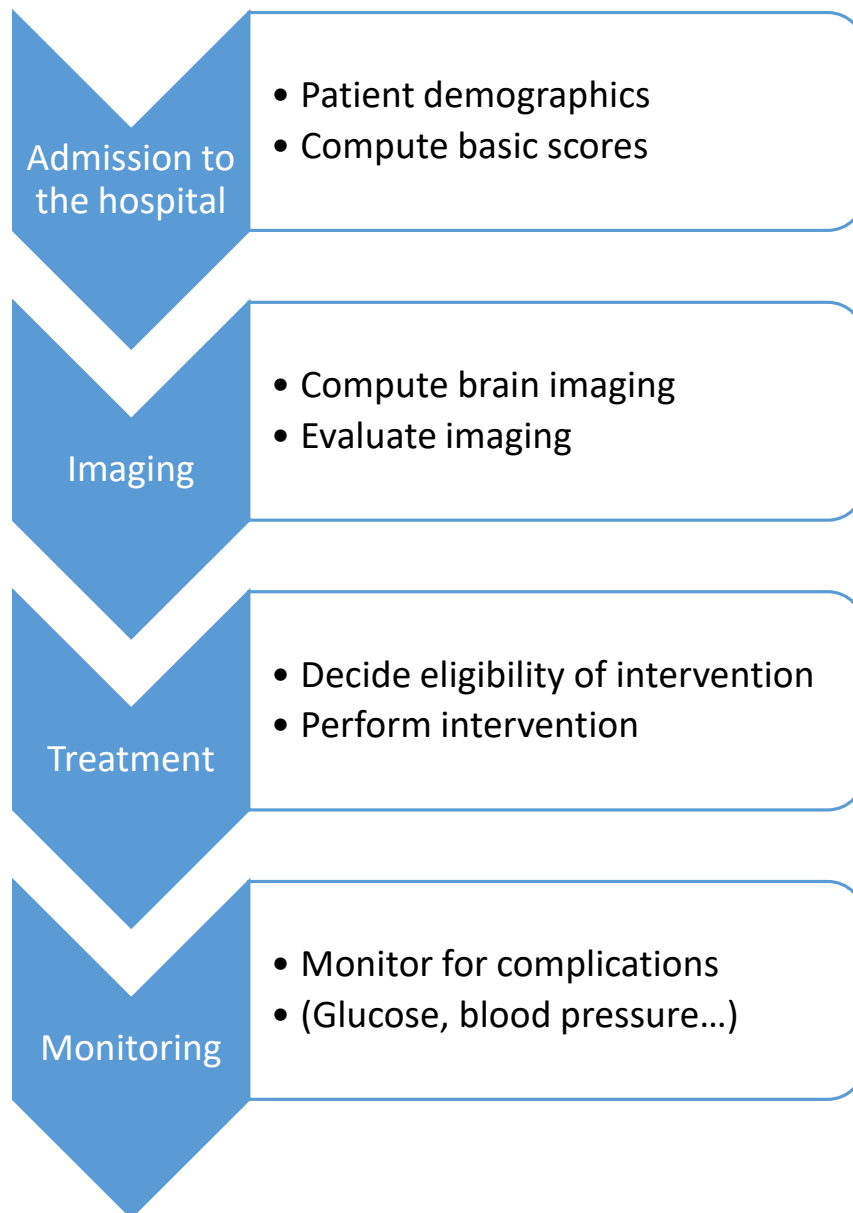 Admission to
the hospital
• Patient demographics
• Compute basic scores
Imaging
• Compute brain imaging
• Evaluate imaging
Treatment
• Decide eligibility of intervention
• Perform intervention
Monitoring
• Monitor for complications
• (Glucose, blood pressure…)